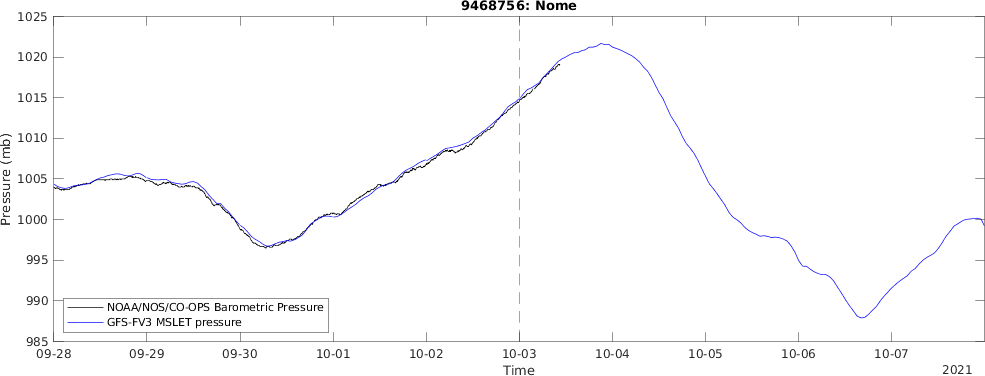 9468756: Nome
1025
1020
1015
1010
1005
1000
995
990
985
Pressure (mb)
NOAA/NOS/CO-OPS Barometric Pressure
GFS-FV3 MSLET pressure
09-28 09-29 09-30 10-01 10-02 10-03 10-04 10-05 10-06 10-07
Time
2021